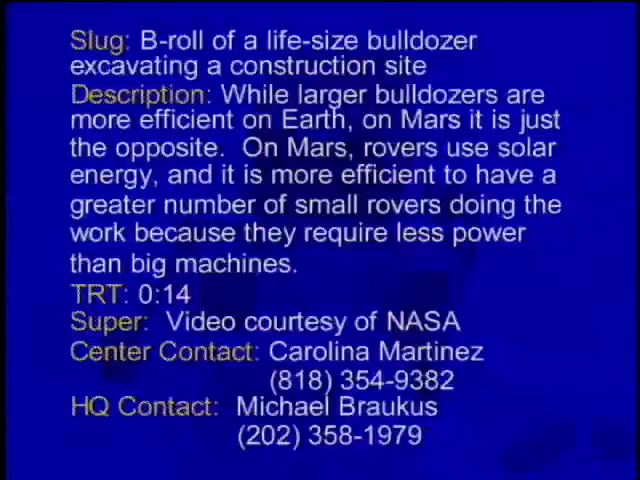 Slug: B-roll of a life-size bulldozer
excavating a construction site
Description: While larger bulldozers are
more efficient on Earth, on Mars it is just
the opposite. On Mars, rovers use solar
energy, and it is more efficient to have a
greater number of small rovers doing the
work because they require less power
than big machines.
TRT: 0:14
Super: Video courtesy of NASA
Center Contact: Carolina Martinez
(818) 354-9382
HQ Contact: Michael Braukus
(202) 358-1979